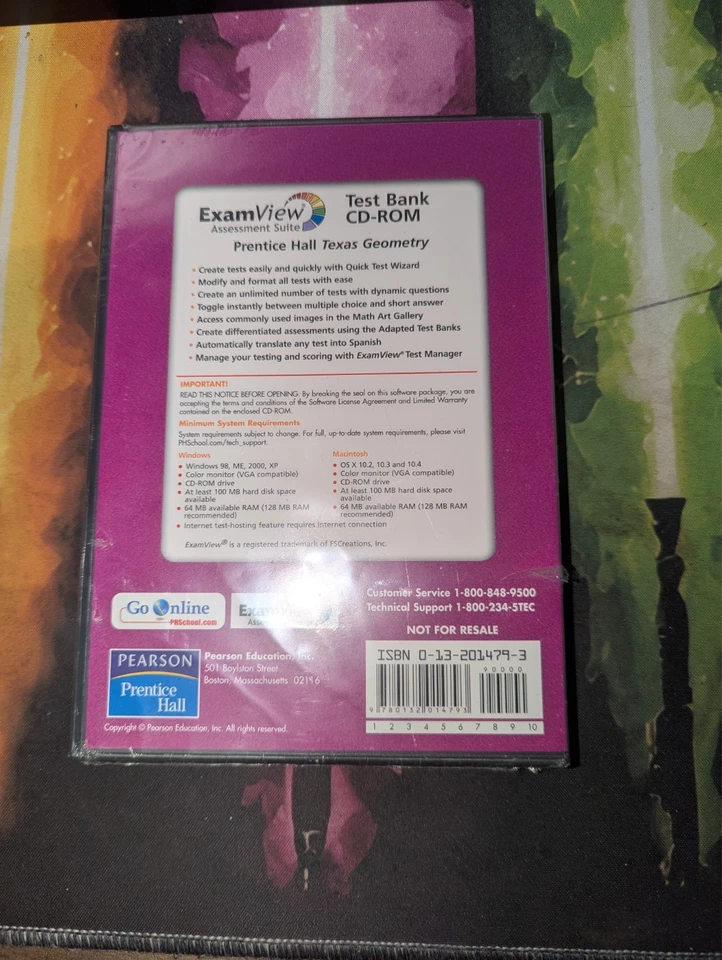 ExamView®
Assessment Suite
Test Bank
CD-ROM
Prentice Hall Texas Geometry
• Create tests easily and quickly with Quick Test Wizard
• Modify and format all tests with ease
• Create an unlimited number of tests with dynamic questions
• Toggle instantly between multiple choice and short answer
• Access commonly used images in the Math Art Gallery
• Create differentiated assessments using the Adapted Test Banks
• Automatically translate any test into Spanish
• Manage your testing and scoring with ExamView® Test Manager
IMPORTANT!
READ THIS NOTICE BEFORE OPENING. By breaking the seal on this software package, you are
accepting the terms and conditions of the Software License Agreement and Limited Warranty
contained on the enclosed CD-ROM.
Minimum System Requirements
System requirements subject to change. For full, up-to-date system requirements, please visit
PHSchool.com/tech_support.
Windows
• Windows 98, ME, 2000, XP
• Color monitor (VGA compatible)
• CD-ROM drive
• At least 100 MB hard disk space
available
• 64 MB available RAM (128 MB RAM
recommended)
Macintosh
• OS X 10.2, 10.3 and 10.4
• Color monitor (VGA compatible)
• CD-ROM drive
• At least 100 MB hard disk space
available
• 64 MB available RAM (128 MB RAM
recommended)
• Internet test-hosting feature requires Internet connection
ExamView® is a registered trademark of FSCreations, Inc.
Customer Service 1-800-848-9500
Technical Support 1-800-234-5TEC
NOT FOR RESALE
Go Online
PHSchool.com
PEARSON
Prentice
Hall
Pearson Education, Inc.
501 Boylston Street
Boston, Massachusetts 02116
ISBN 0-13-201479-3
90000
9 780132 014793
1 2 3 4 5 6 7 8 9 10
Copyright © Pearson Education, Inc. All rights reserved.